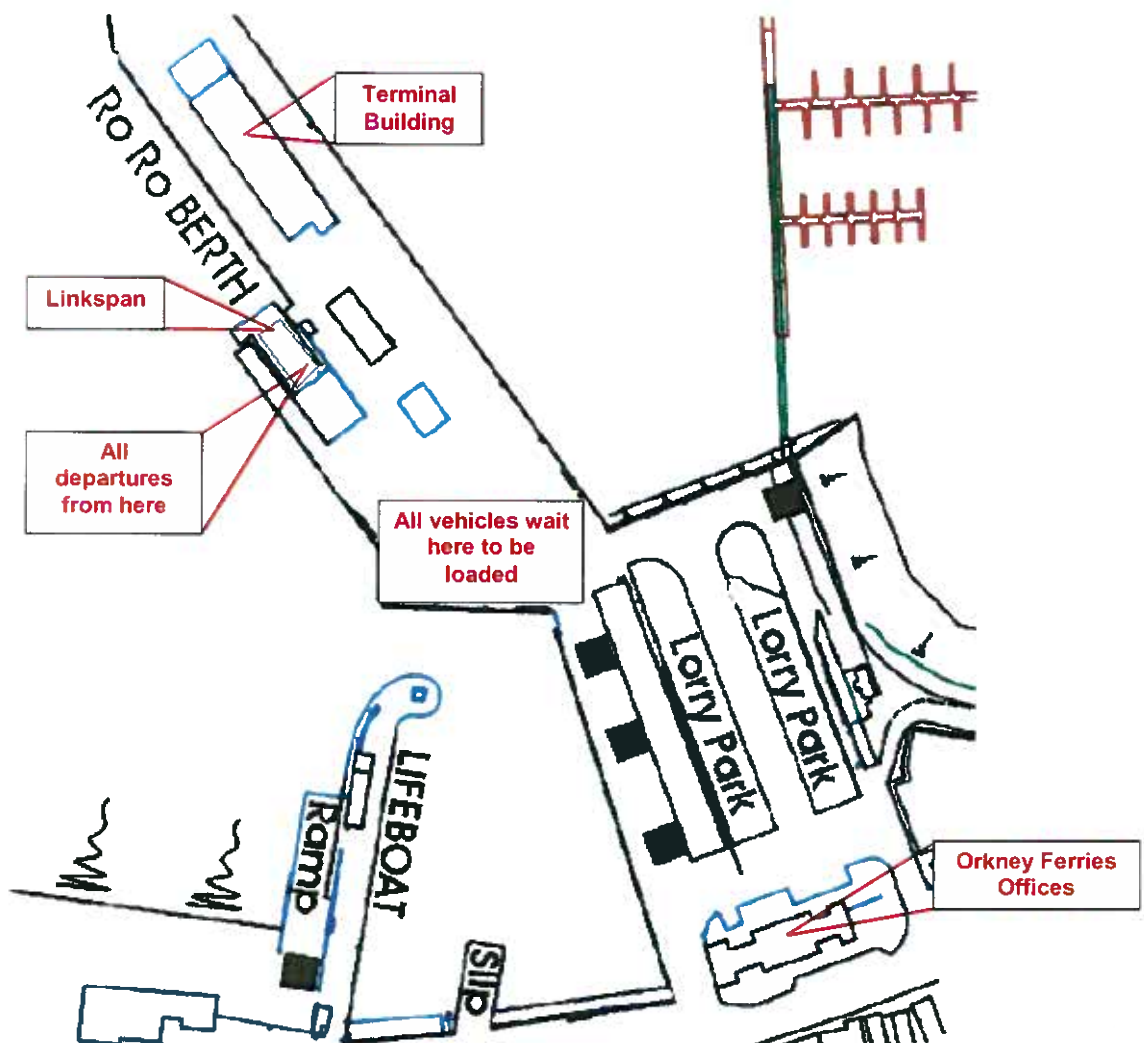 Terminal
Building
Ro Ro BERTH
Linkspan
All
departures
from here
All vehicles wait
here to be
loaded
Lorry Park
Lorry Park
LIFEBOAT
Ramp
Slip
Orkney Ferries
Offices